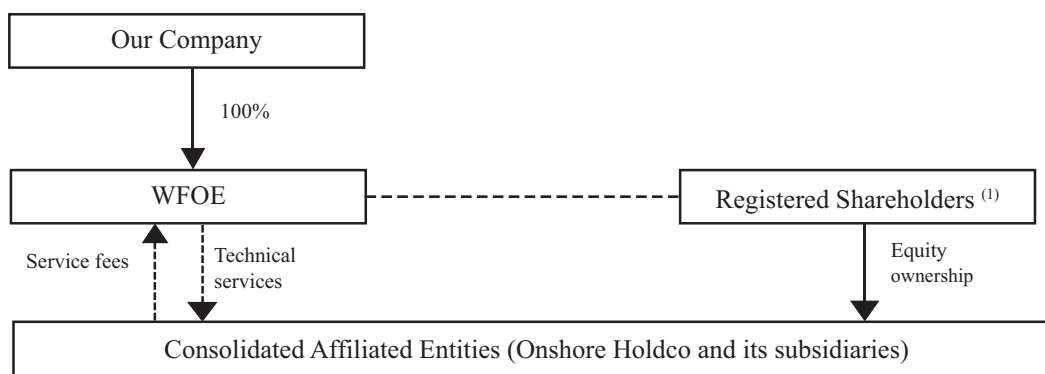 Our Company
100%
WFOE
Registered Shareholders (1)
Service fees
Technical
services
Equity
ownership
Consolidated Affiliated Entities (Onshore Holdco and its subsidiaries)